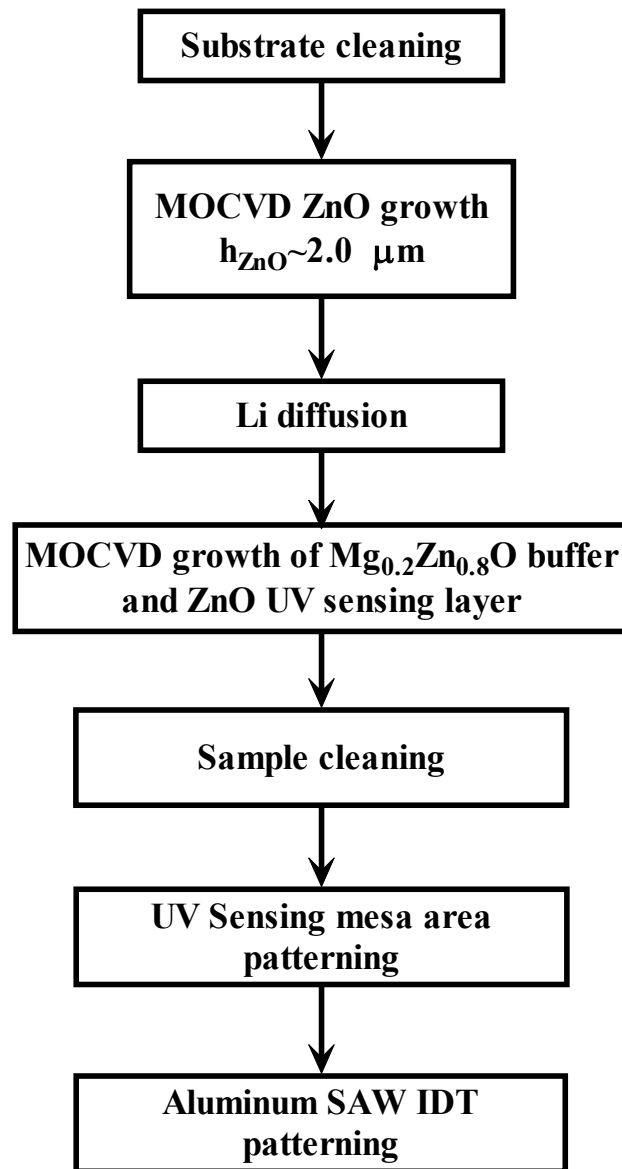 Substrate cleaning
MOCVD ZnO growth
h_ZnO~2.0 μm
Li diffusion
MOCVD growth of Mg₀.₂Zn₀.₈O buffer
and ZnO UV sensing layer
Sample cleaning
UV Sensing mesa area
patterning
Aluminum SAW IDT
patterning